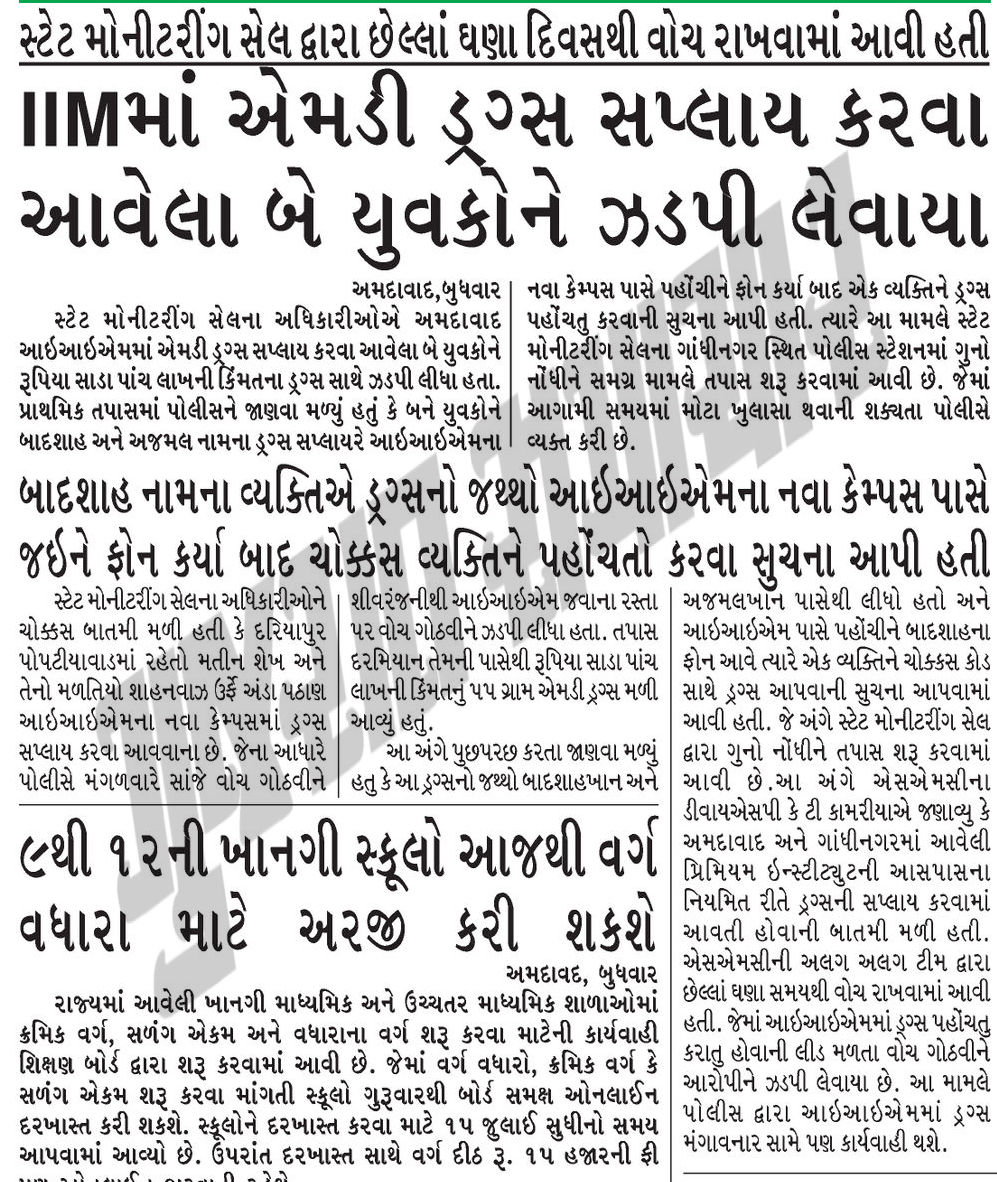 સ્ટેટ મોનીટરીંગ સેલ દ્વારા છેલ્લાં ઘણા દિવસથી વોચ રાખવામાં આવી હતી
IIMમાં એમડી ડ્રગ્સ સપ્લાય કરવા
આવેલા બે યુવકોને ઝડપી લેવાયા
અમદાવાદ,બુધવાર
સ્ટેટ મોનીટરીંગ સેલના અધિકારીઓએ અમદાવાદ
આઇઆઇએમમાં એમડી ડ્રગ્સ સપ્લાય કરવા આવેલા બે યુવકોને
રૂપિયા સાડા પાંચ લાખની કિંમતના ડ્રગ્સ સાથે ઝડપી લીધા હતા.
પ્રાથમિક તપાસમાં પોલીસને જાણવા મળ્યું હતું કે બને યુવકોને
બાદશાહ અને અજમલ નામના ડ્રગ્સ સપ્લાયરે આઇઆઇએમના
નવા કેમ્પસ પાસે પહોંચીને ફોન કર્યા બાદ એક વ્યક્તિને ડ્રગ્સ
પહોંચતુ કરવાની સુચના આપી હતી. ત્યારે આ મામલે સ્ટેટ
મોનીટરીંગ સેલના ગાંધીનગર સ્થિત પોલીસ સ્ટેશનમાં ગુનો
નોંધીને સમગ્ર મામલે તપાસ શરૂ કરવામાં આવી છે. જેમાં
આગામી સમયમાં મોટા ખુલાસા થવાની શક્યતા પોલીસે
વ્યક્ત કરી છે.
બાદશાહ નામના વ્યક્તિએ ડ્રગ્સનો જથ્થો આઇઆઇએમના નવા કેમ્પસ પાસે
જઇને ફોન કર્યા બાદ ચોક્કસ વ્યક્તિને પહોંચતો કરવા સુચના આપી હતી
સ્ટેટ મોનીટરીંગ સેલના અધિકારીઓને
ચોક્કસ બાતમી મળી હતી કે દરિયાપુર
પોપટીયાવાડમાં રહેતો મતીન શેખ અને
તેનો મળતિયો શાહનવાઝ ઉર્ફે અંડા પઠાણ
આઇઆઇએમના નવા કેમ્પસમાં ડ્રગ્સ
સપ્લાય કરવા આવવાના છે. જેના આધારે
પોલીસે મંગળવારે સાંજે વોચ ગોઠવીને
શીવરંજનીથી આઇઆઇએમ જવાના રસ્તા
પર વોચ ગોઠવીને ઝડપી લીધા હતા. તપાસ
દરમિયાન તેમની પાસેથી રૂપિયા સાડા પાંચ
લાખની કિંમતનું ૫૫ ગ્રામ એમડી ડ્રગ્સ મળી
આવ્યું હતું.
આ અંગે પુછપરછ કરતા જાણવા મળ્યું
હતુ કે આ ડ્રગ્સનો જથ્થો બાદશાહખાન અને
અજમલખાન પાસેથી લીધો હતો અને
આઇઆઇએમ પાસે પહોંચીને બાદશાહના
ફોન આવે ત્યારે એક વ્યક્તિને ચોક્કસ કોડ
સાથે ડ્રગ્સ આપવાની સુચના આપવામાં
આવી હતી. જે અંગે સ્ટેટ મોનીટરીંગ સેલ
દ્વારા ગુનો નોંધીને તપાસ શરૂ કરવામાં
આવી છે .આ અંગે એસએમસીના
ડીવાયએસપી કે ટી કામરીયાએ જણાવ્યુ કે
અમદાવાદ અને ગાંધીનગરમાં આવેલી
પ્રિમિયમ ઇન્સ્ટીટ્યુટની આસપાસના
નિયમિત રીતે ડ્રગ્સની સપ્લાય કરવામાં
આવતી હોવાની બાતમી મળી હતી.
એસએમસીની અલગ અલગ ટીમ દ્વારા
છેલ્લાં ઘણા સમયથી વોચ રાખવામાં આવી
હતી. જેમાં આઇઆઇએમમાં ડ્રગ્સ પહોંચતુ
કરાતુ હોવાની લીડ મળતા વોચ ગોઠવીને
આરોપીને ઝડપી લેવાયા છે. આ મામલે
પોલીસ દ્વારા આઇઆઇએમમાં ડ્રગ્સ
મંગાવનાર સામે પણ કાર્યવાહી થશે.
૯થી ૧૨ની ખાનગી સ્કૂલો આજથી વર્ગ
વધારા માટે અરજી કરી શકશે
અમદાવદ, બુધવાર
રાજ્યમાં આવેલી ખાનગી માધ્યમિક અને ઉચ્ચતર માધ્યમિક શાળાઓમાં
ક્રમિક વર્ગ, સળંગ એકમ અને વધારાના વર્ગ શરૂ કરવા માટેની કાર્યવાહી
શિક્ષણ બોર્ડ દ્વારા શરૂ કરવામાં આવી છે. જેમાં વર્ગ વધારો, ક્રમિક વર્ગ કે
સળંગ એકમ શરૂ કરવા માંગતી સ્કૂલો ગુરૂવારથી બોર્ડ સમક્ષ ઓનલાઈન
દરખાસ્ત કરી શકશે. સ્કૂલોને દરખાસ્ત કરવા માટે ૧૫ જુલાઈ સુધીનો સમય
આપવામાં આવ્યો છે. ઉપરાંત દરખાસ્ત સાથે વર્ગ દીઠ રૂ. ૧૫ હજારની ફી